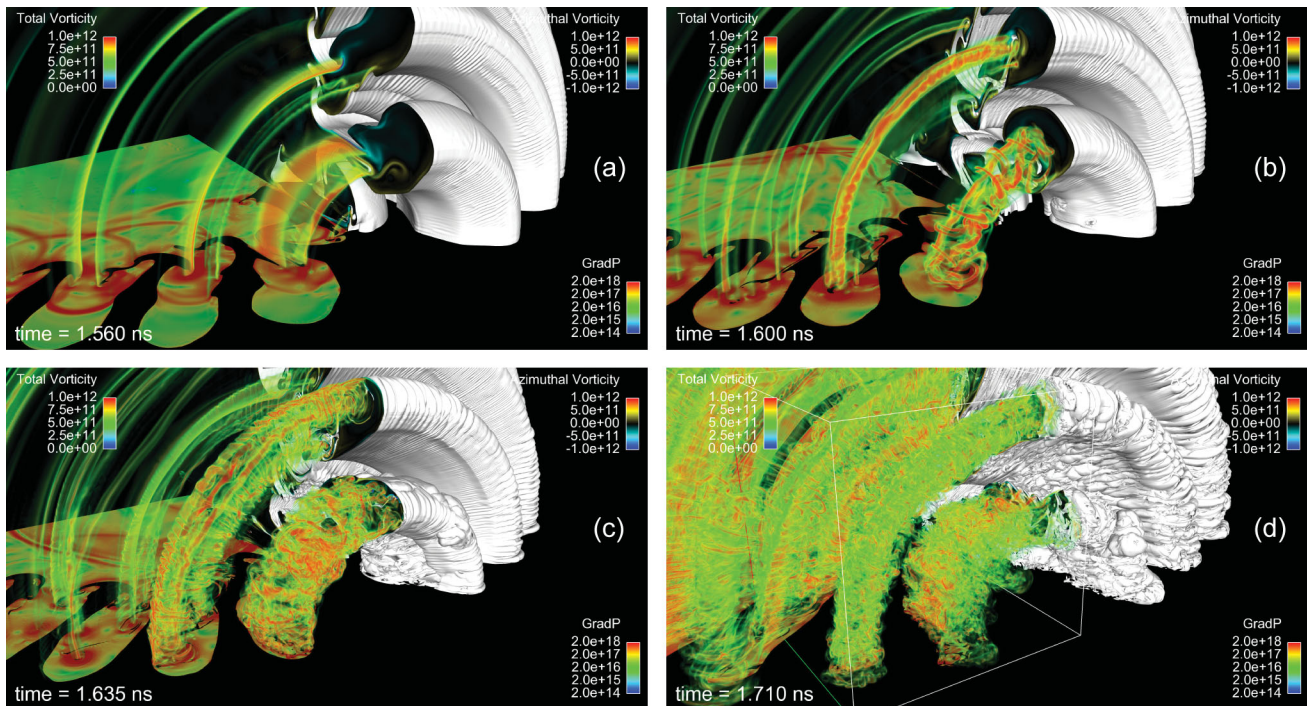 Total Vorticity
1.0e+12
7.5e+11
5.0e+11
2.5e+11
0.0e+00
Azimuthal Vorticity
1.0e+12
5.0e+11
0.0e+00
-5.0e+11
-1.0e+12
(a)
GradP
2.0e+18
2.0e+17
2.0e+16
2.0e+15
2.0e+14
time = 1.560 ns
Total Vorticity
1.0e+12
7.5e+11
5.0e+11
2.5e+11
0.0e+00
Azimuthal Vorticity
1.0e+12
5.0e+11
0.0e+00
-5.0e+11
-1.0e+12
(b)
GradP
2.0e+18
2.0e+17
2.0e+16
2.0e+15
2.0e+14
time = 1.600 ns
Total Vorticity
1.0e+12
7.5e+11
5.0e+11
2.5e+11
0.0e+00
Azimuthal Vorticity
1.0e+12
5.0e+11
0.0e+00
-5.0e+11
-1.0e+12
(c)
GradP
2.0e+18
2.0e+17
2.0e+16
2.0e+15
2.0e+14
time = 1.635 ns
Total Vorticity
1.0e+12
7.5e+11
5.0e+11
2.5e+11
0.0e+00
Vorticity
1.0e+12
5.0e+11
0.0e+00
-5.0e+11
-1.0e+12
(d)
GradP
2.0e+18
2.0e+17
2.0e+16
2.0e+15
2.0e+14
time = 1.710 ns